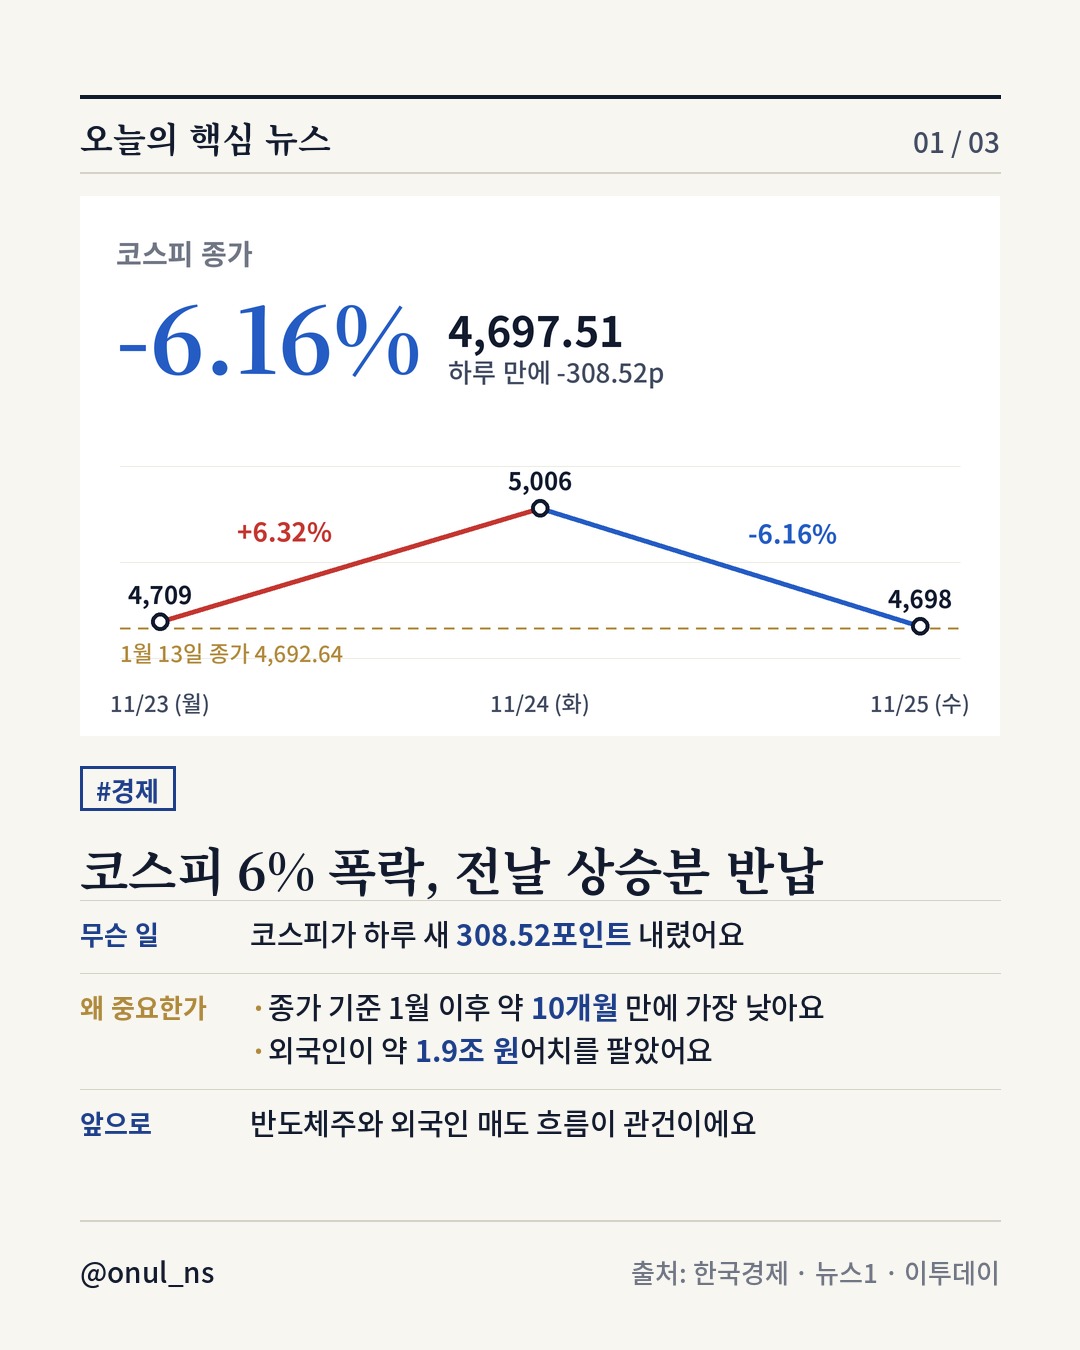 오늘의 핵심 뉴스
01 / 03
코스피 종가
-6.16%
4,697.51
하루 만에 -308.52p
5,006
+6.32%
-6.16%
4,709
4,698
1월 13일 종가 4,692.64
11/23 (월)
11/24 (화)
11/25 (수)
#경제
코스피 6% 폭락, 전날 상승분 반납
무슨 일
코스피가 하루 새 308.52포인트 내렸어요
왜 중요한가
· 종가 기준 1월 이후 약 10개월 만에 가장 낮아요
· 외국인이 약 1.9조 원어치를 팔았어요
앞으로
반도체주와 외국인 매도 흐름이 관건이에요
@onul_ns
출처: 한국경제 · 뉴스1 · 이투데이